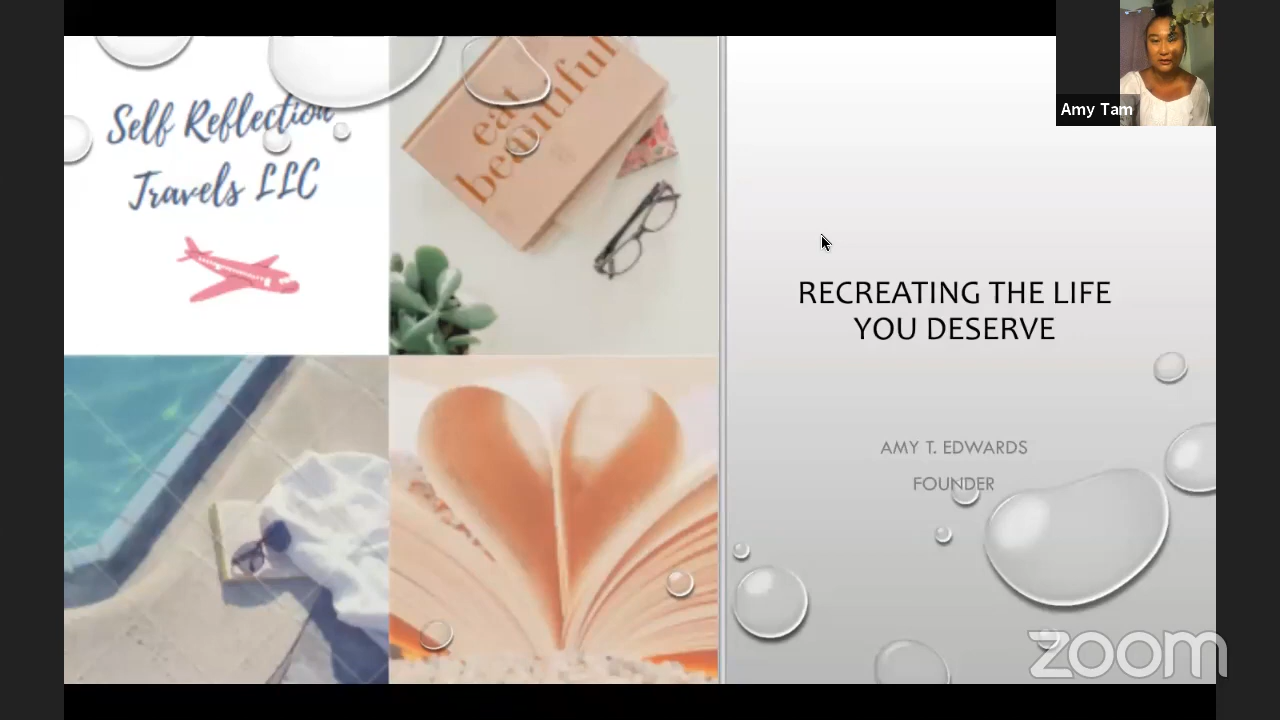 Self Reflection
Travels LLC
eat
beautiful
RECREATING THE LIFE
YOU DESERVE
AMY T. EDWARDS
FOUNDER
Amy Tam
zoom